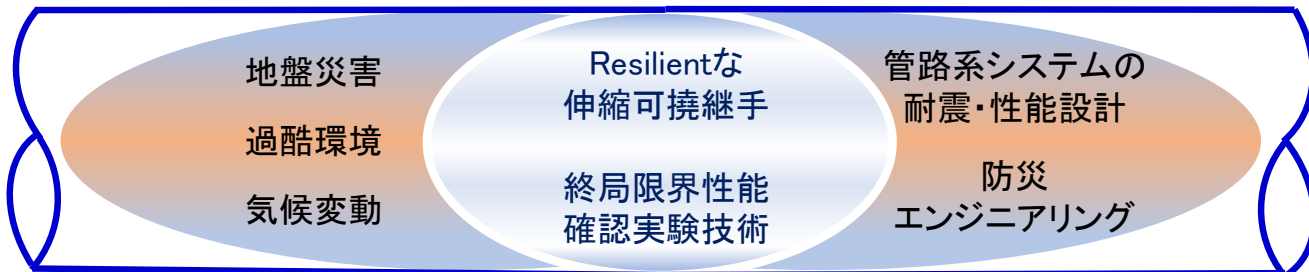 地盤災害
過酷環境
気候変動
Resilientな
伸縮可撓継手
終局限界性能
確認実験技術
管路系システムの
耐震・性能設計
防災
エンジニアリング